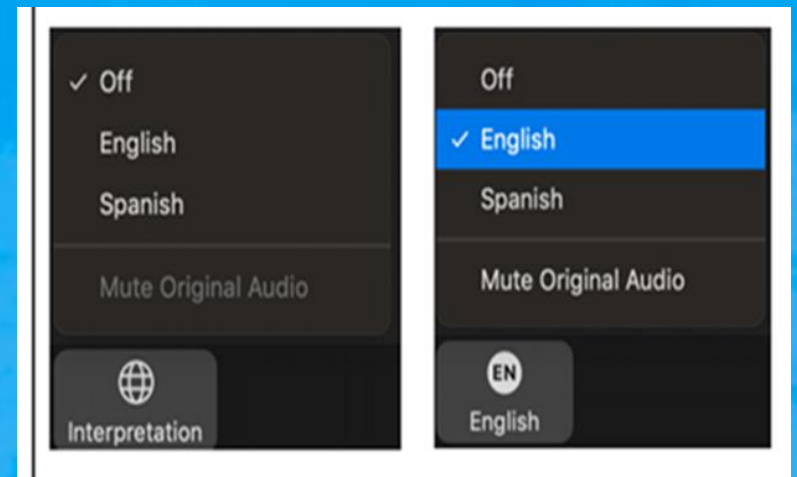 Off
English
Spanish
Mute Original Audio
Interpretation
Off
English
Spanish
Mute Original Audio
EN
English